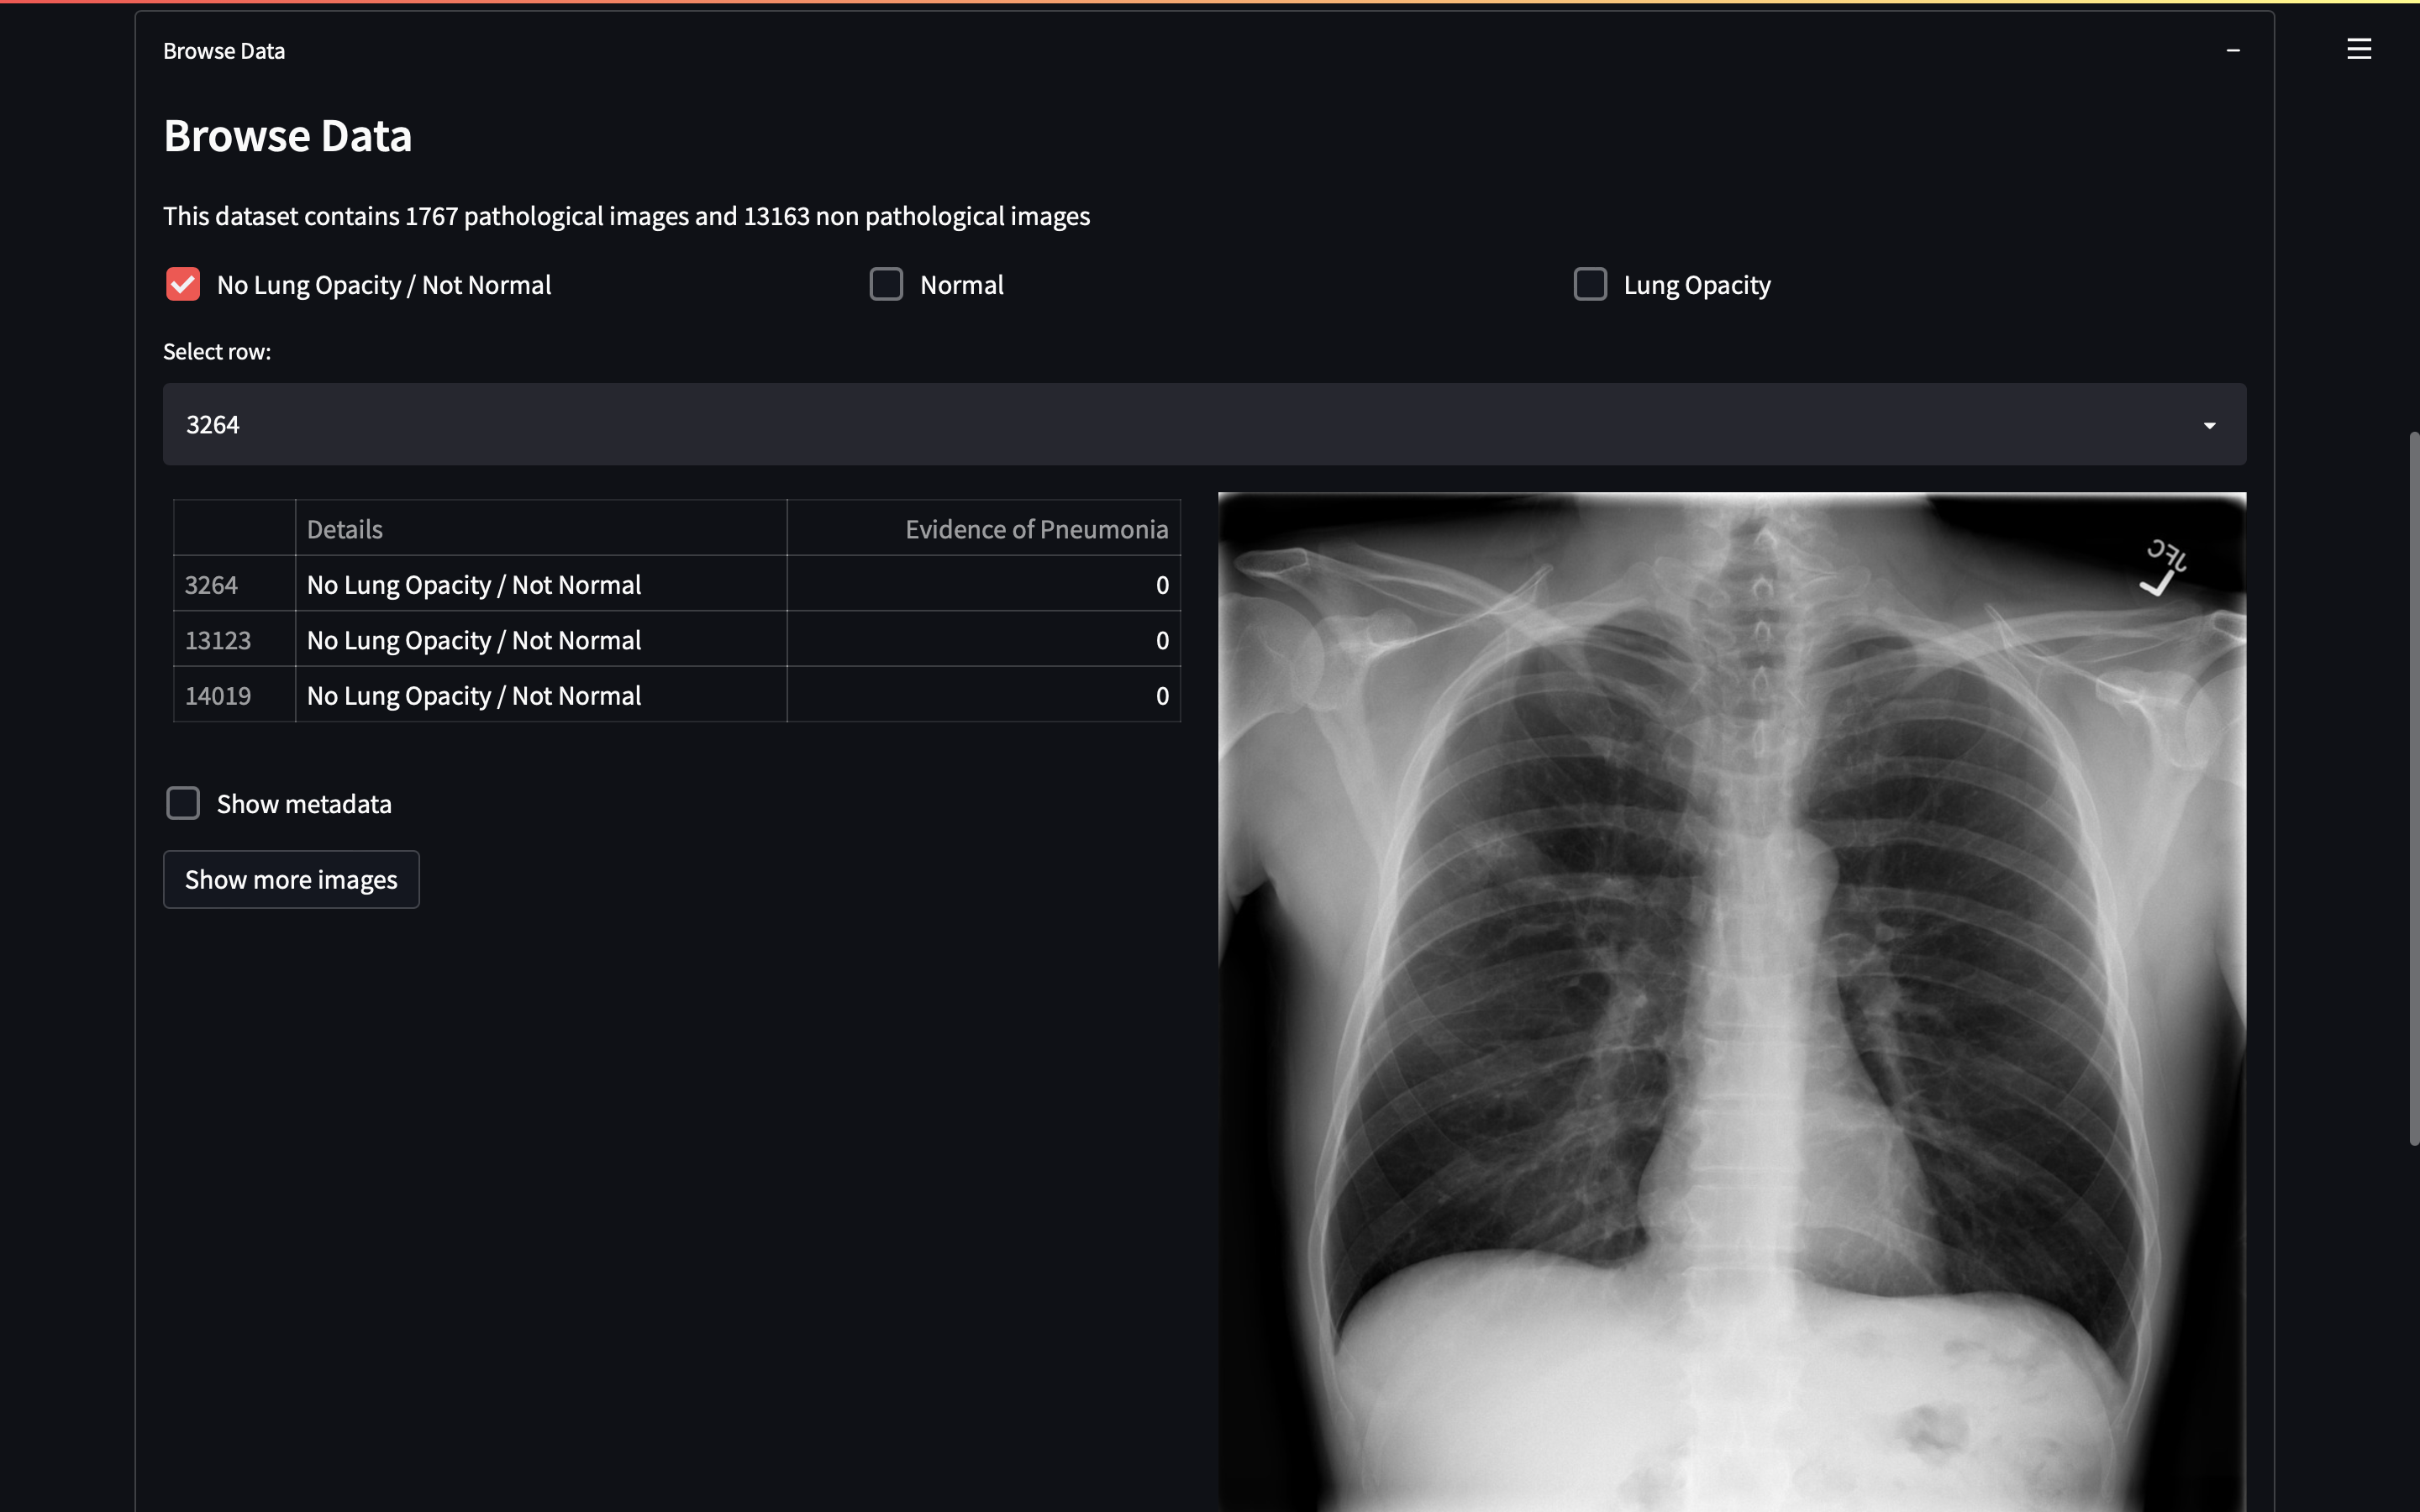 Browse Data
Browse Data
This dataset contains 1767 pathological images and 13163 non pathological images
No Lung Opacity / Not Normal
Normal
Lung Opacity
Select row:
3264
Details Evidence of Pneumonia
3264 No Lung Opacity / Not Normal 0
13123 No Lung Opacity / Not Normal 0
14019 No Lung Opacity / Not Normal 0
Show metadata
Show more images
JFC
L